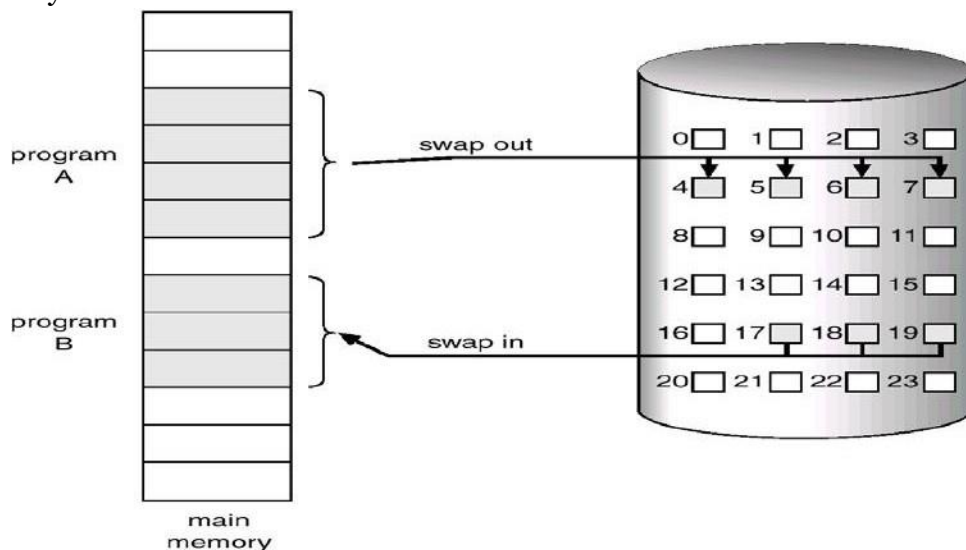 program
A
program
B
main
memory
swap out
swap in
0 1 2 3
4 5 6 7
8 9 10 11
12 13 14 15
16 17 18 19
20 21 22 23